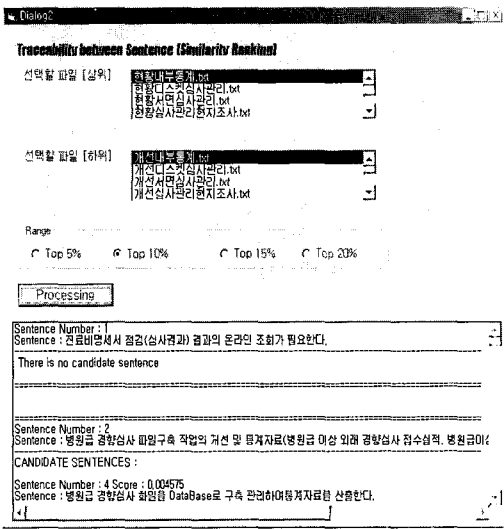 Dialog2
Traceability between Sentence [Similarity Ranking]
선택할 파일 [상위]
현황내부통계.txt
현황디스켓심사관리.txt
현황서면심사관리.txt
현황실사관리현지조사.txt
선택할 파일 [하위]
개선내부통계.txt
개선디스켓심사관리.txt
개선서면심사관리.txt
개선실사관리현지조사.txt
Range
Top 5% Top 10% Top 15% Top 20%
Processing
Sentence Number : 1
Sentence : 진료비명세서 점검(심사결과) 결과의 온라인 조회가 필요한다.
There is no candidate sentence
================================================
================================================
Sentence Number : 2
Sentence : 병원급 경향심사 파일구축 작업의 개선 및 통계자료(병원급 이상 외래 경향심사 접수실적, 병원급이상
CANDIDATE SENTENCES :
Sentence Number : 4 Score : 0,004575
Sentence : 병원급 경향심사 화일을 DataBase로 구축 관리하여통계자료를 산출한다.